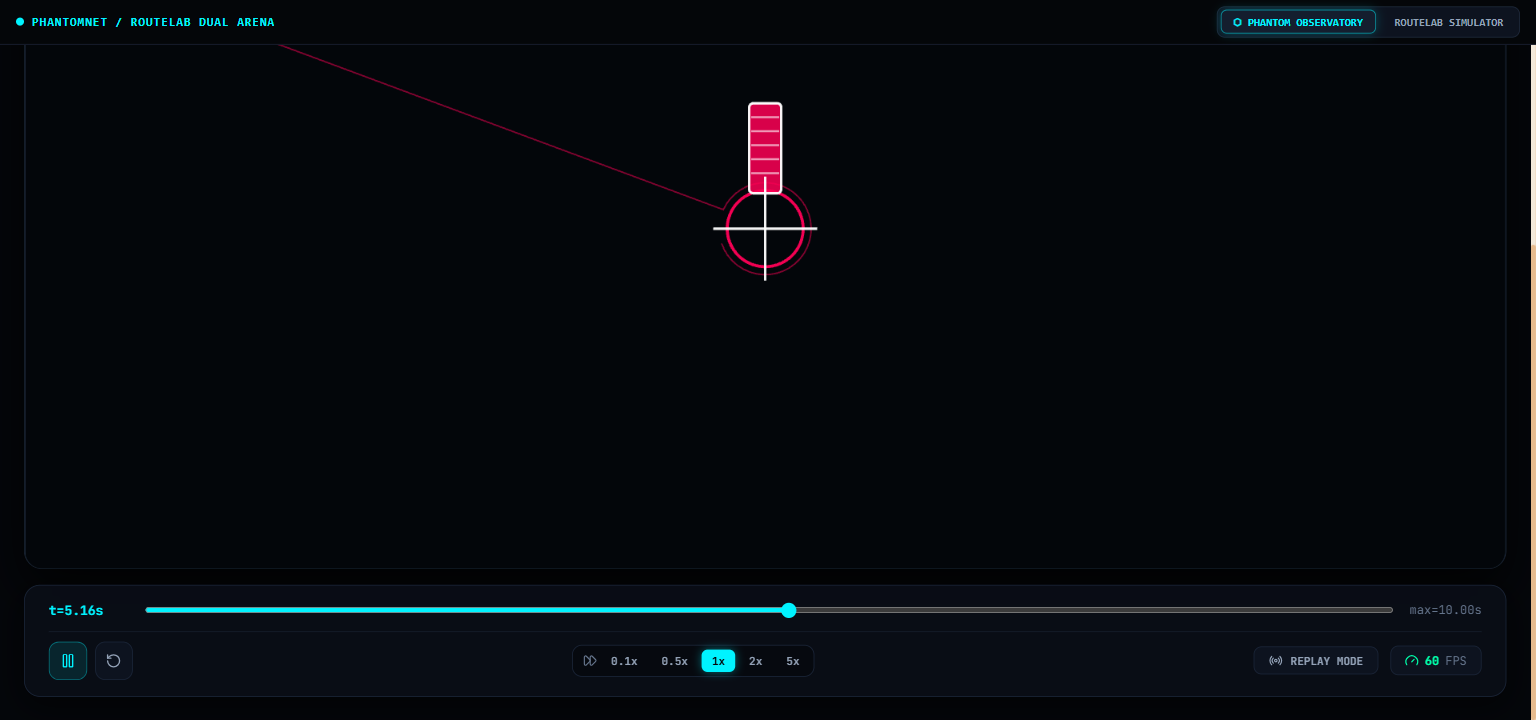 PHANTOMNET / ROUTELAB DUAL ARENA
PHANTOM OBSERVATORY
ROUTELAB SIMULATOR
t=5.16s
max=10.00s
0.1x
0.5x
1x
2x
5x
REPLAY MODE
60 FPS